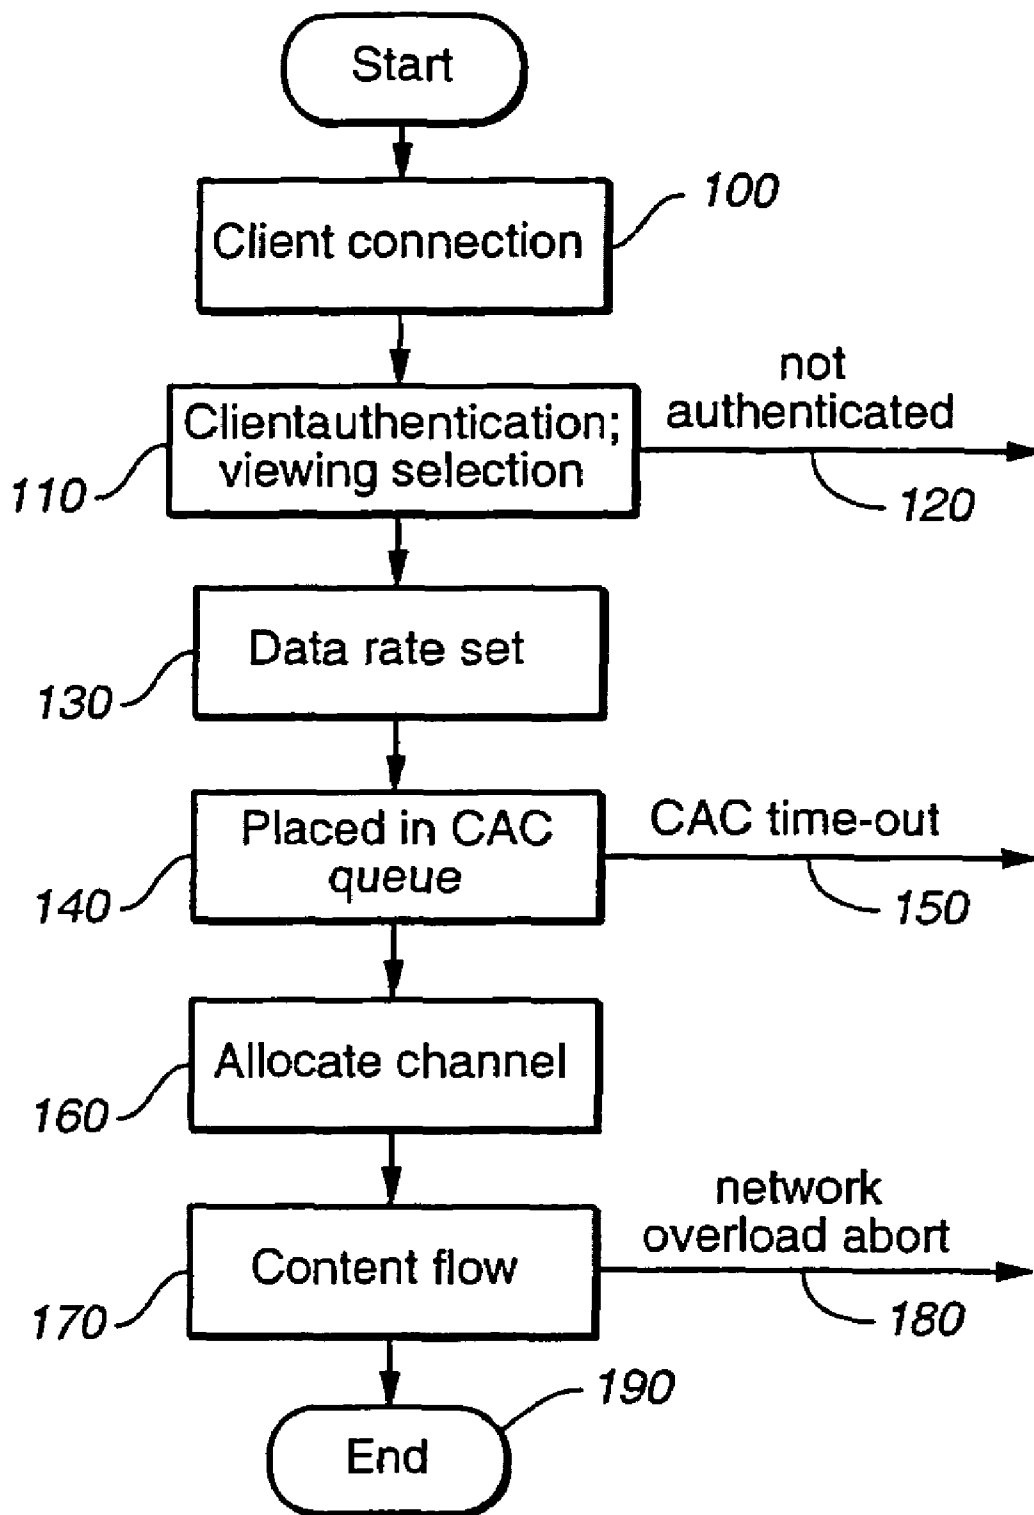 Start
Client connection
100
Clientauthentication;
viewing selection
110
not
authenticated
120
Data rate set
130
Placed in CAC
queue
140
CAC time-out
150
Allocate channel
160
Content flow
170
network
overload abort
180
End
190